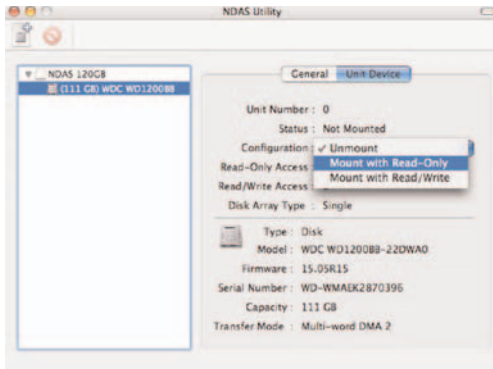 NDAS Utility
NDAS 120GB
(111 GB) WDC WD1200BB
General Unit Device
Unit Number : 0
Status : Not Mounted
Configuration : ✓ Unmount
Mount with Read-Only
Mount with Read/Write
Read-Only Access :
Read/Write Access :
Disk Array Type : Single
Type : Disk
Model : WDC WD1200BB-22DWA0
Firmware : 15.05R15
Serial Number : WD-WMAEK2870396
Capacity : 111 GB
Transfer Mode : Multi-word DMA 2